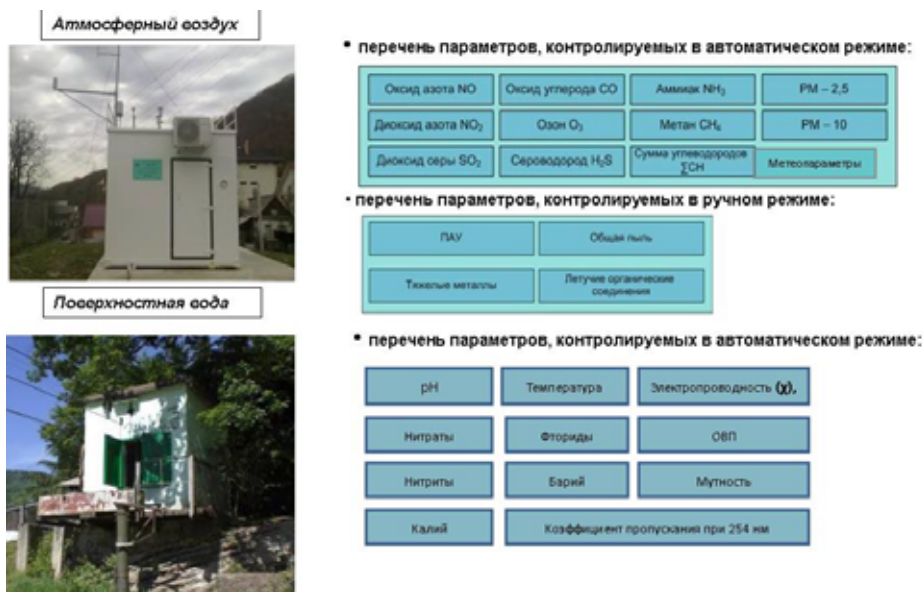 Атмосферный воздух
• перечень параметров, контролируемых в автоматическом режиме:
Оксид азота NO
Оксид углерода CO
Аммиак NH₃
PM – 2,5
Диоксид азота NO₂
Озон O₃
Метан CH₄
PM – 10
Диоксид серы SO₂
Сероводород H₂S
Сумма углеводородов
∑CH
Метеопараметры
• перечень параметров, контролируемых в ручном режиме:
ПАУ
Общая пыль
Тяжелые металлы
Летучие органические
соединения
Поверхностная вода
• перечень параметров, контролируемых в автоматическом режиме:
pH
Температура
Электропроводность (χ),
Нитраты
Фториды
ОВП
Нитриты
Барий
Мутность
Калий
Коэффициент пропускания при 254 нм